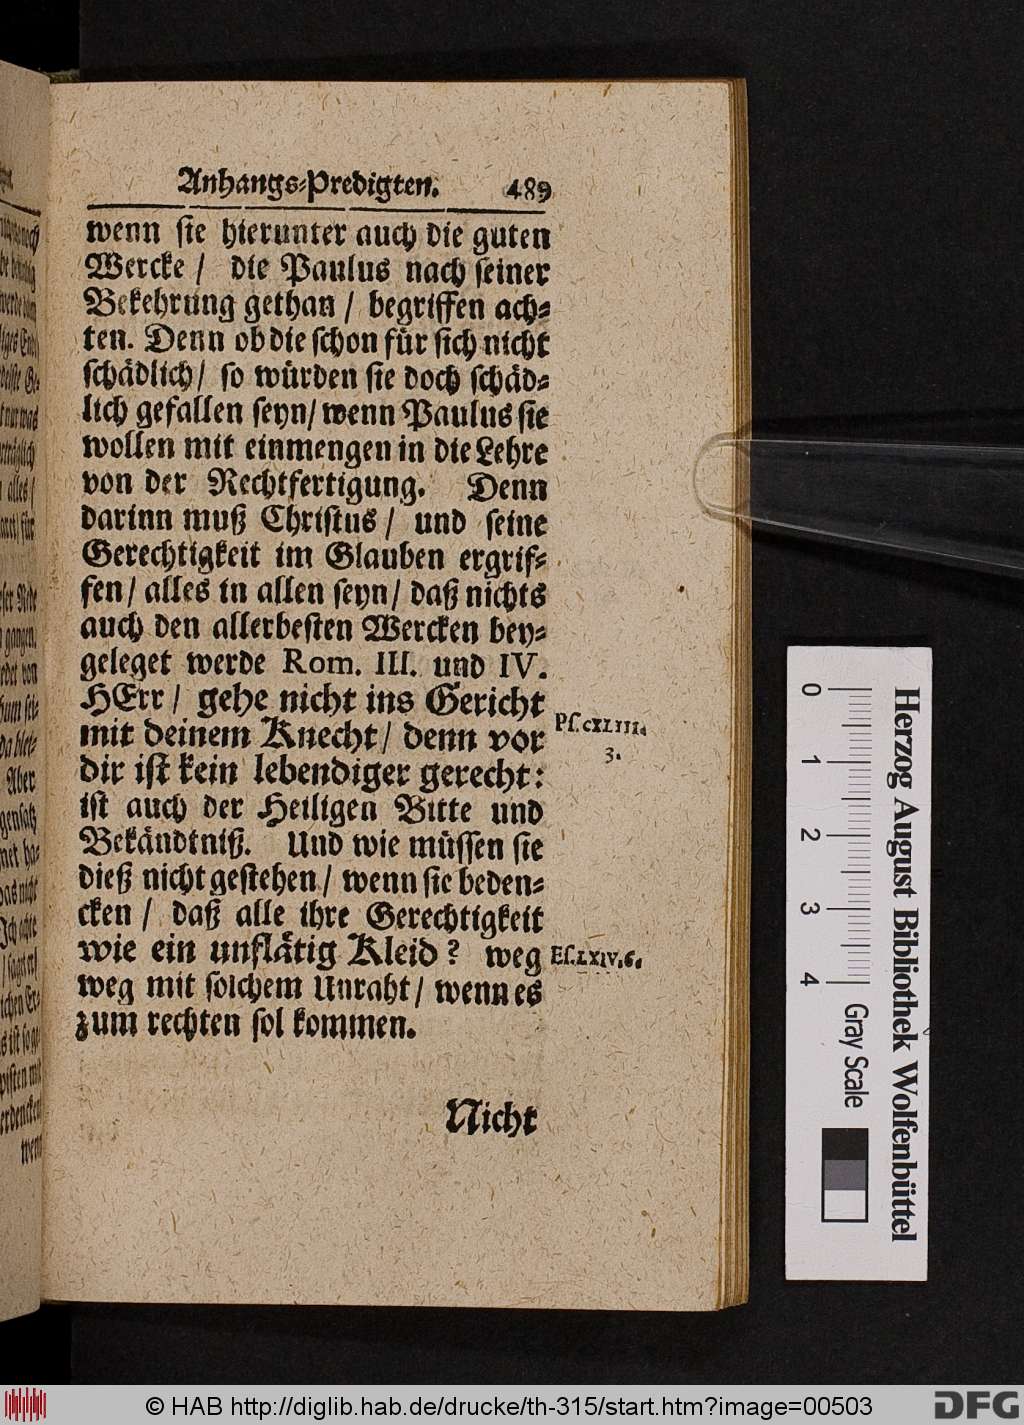 Anhangs-Predigten. 489
wenn sie hierunter auch die guten
Wercke / die Paulus nach seiner
Bekehrung gethan / begriffen ach-
ten. Denn ob die schon für sich nicht
schädlich / so würden sie doch schäd-
lich gefallen seyn / wenn Paulus sie
wollen mit einmengen in die Lehre
von der Rechtfertigung. Denn
darinn muß Christus / und seine
Gerechtigkeit im Glauben ergrif-
fen / alles in allen seyn / daß nichts
auch den allerbesten Wercken bey-
geleget werde Rom. III. und IV.
HErr / gehe nicht ins Gericht
mit deinem Knecht / denn vor
dir ist kein lebendiger gerecht:
ist auch der Heiligen Bitte und
Bekändtniß. Und wie müssen sie
dieß nicht gestehen / wenn sie beden-
cken / daß alle ihre Gerechtigkeit
wie ein unflätig Kleid? weg
weg mit solchem Unraht / wenn es
zum rechten sol kommen.
Nicht
Ps. CXLIII.
3.
Es. LXIV. 6.
0 1 2 3 4
Gray Scale
Herzog August Bibliothek Wolfenbüttel
© HAB http://diglib.hab.de/drucke/th-315/start.htm?image=00503
DFG